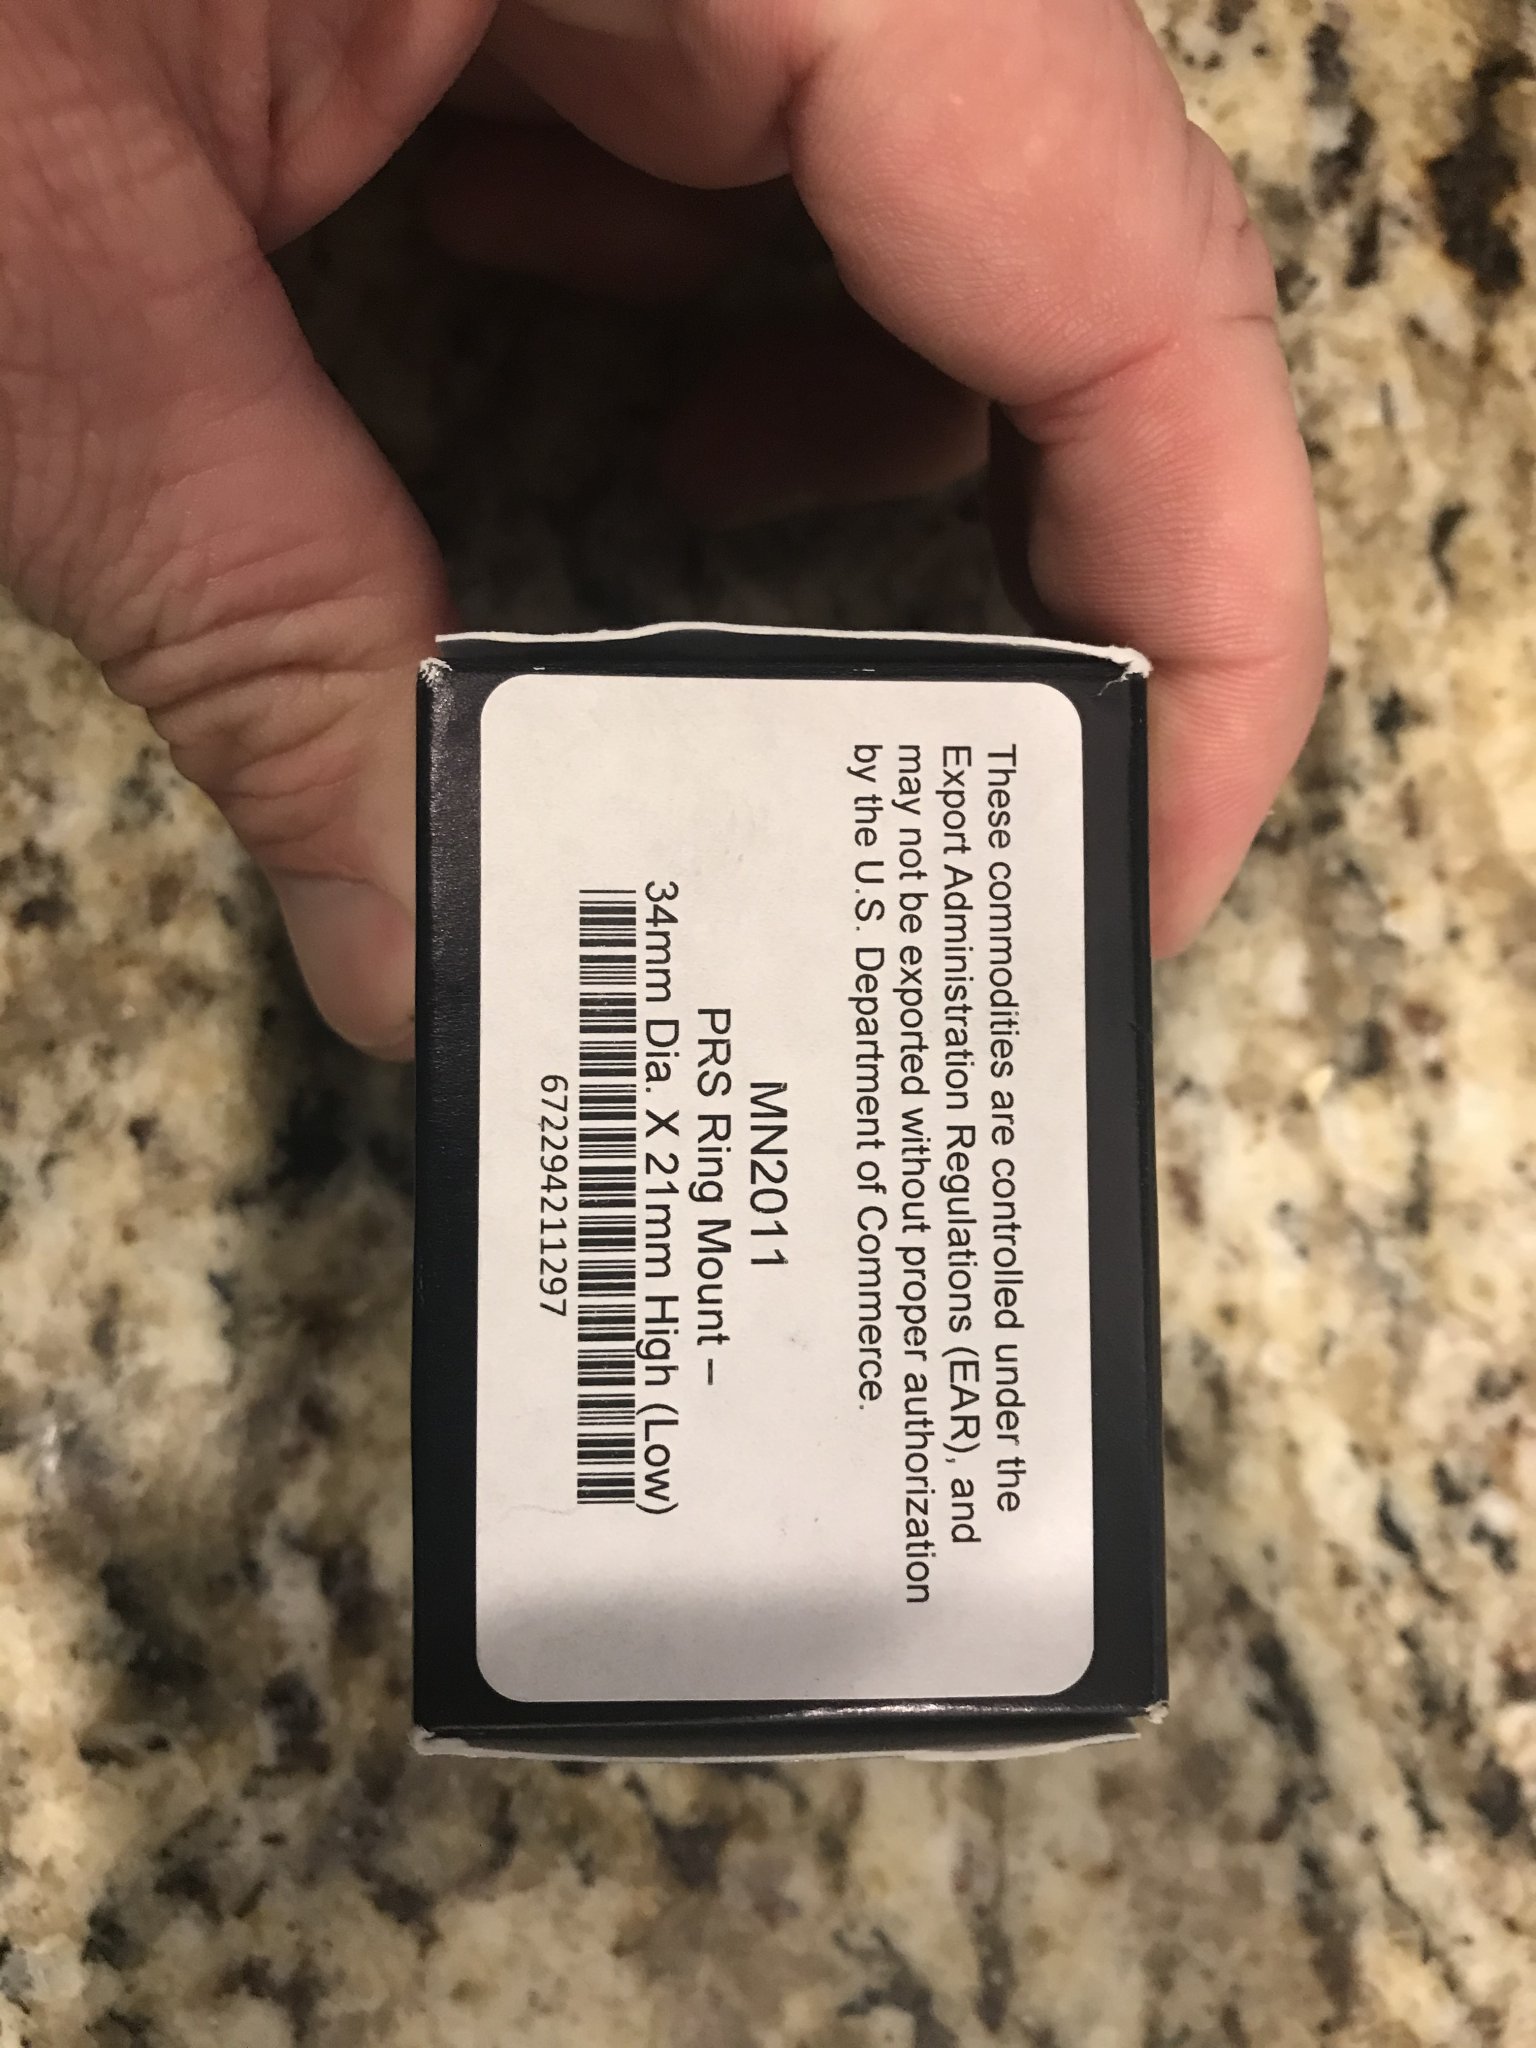 These commodities are controlled under the
Export Administration Regulations (EAR), and
may not be exported without proper authorization
by the U.S. Department of Commerce.
MN2011
PRS Ring Mount –
34mm Dia. X 21mm High (Low)
672294211297